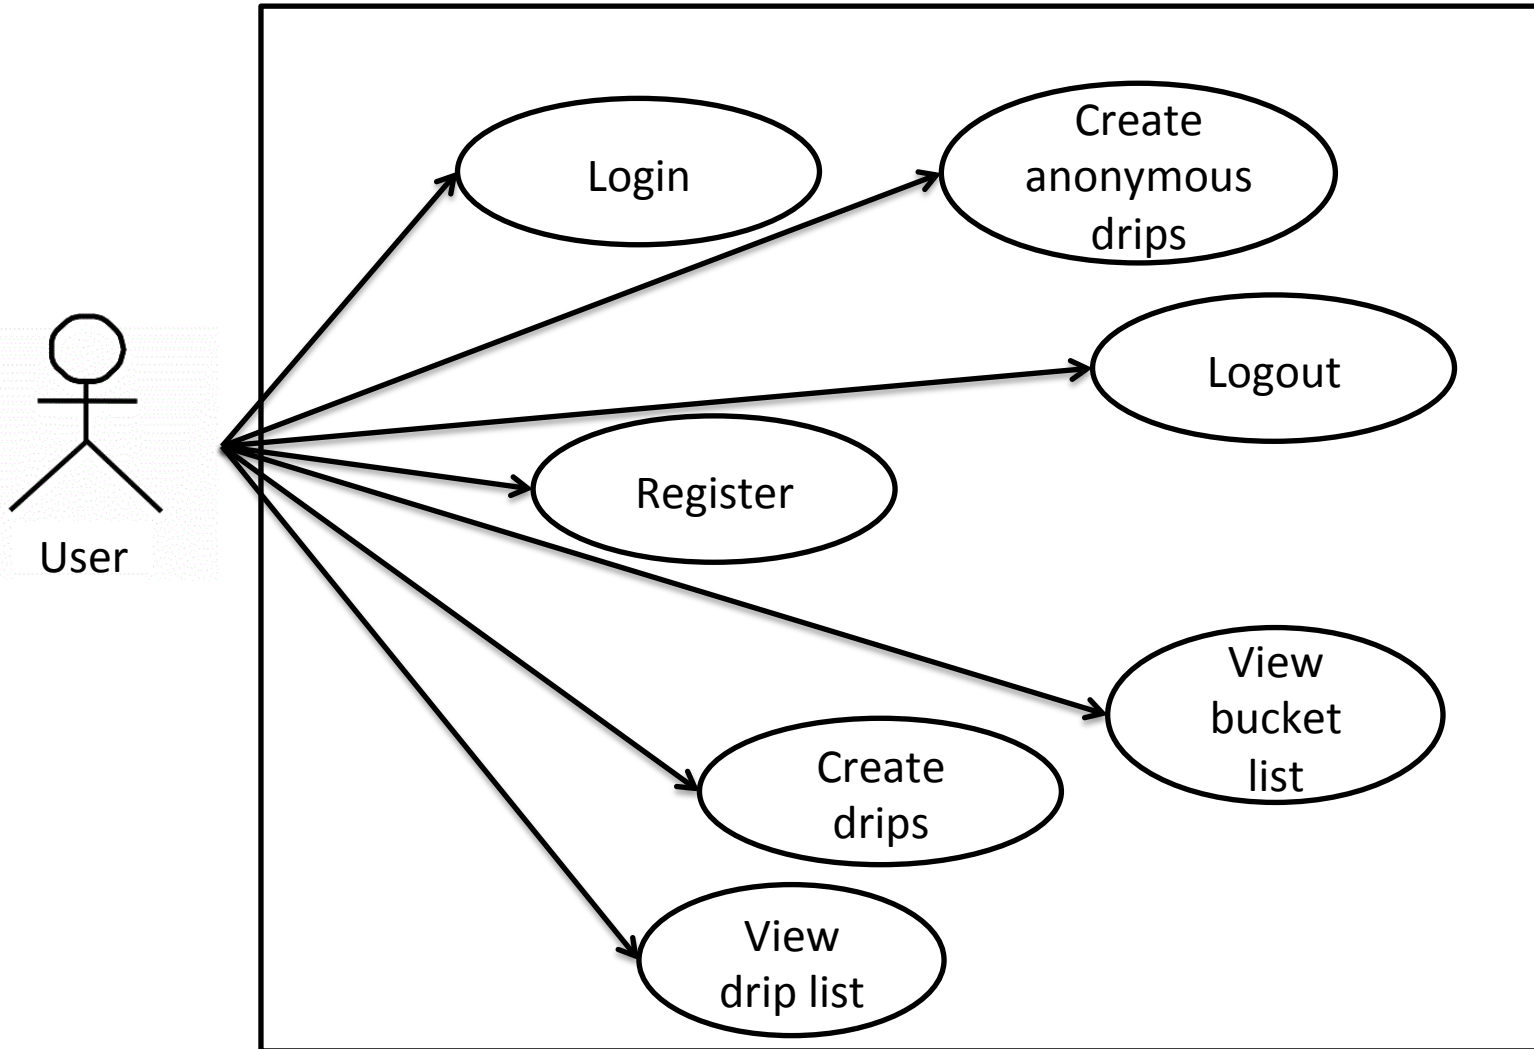 Login
Create
anonymous
drips
Logout
Register
User
View
bucket
list
Create
drips
View
drip list